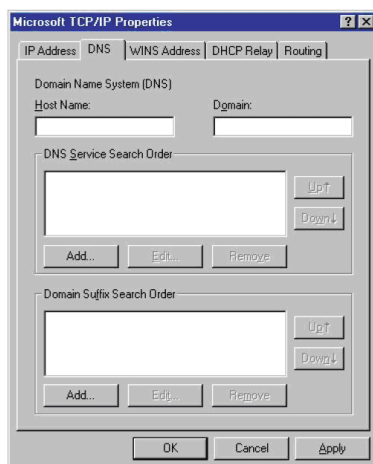 Microsoft TCP/IP Properties
IP Address DNS WINS Address DHCP Relay Routing
Domain Name System (DNS)
Host Name: Domain:
DNS Service Search Order
Up↑
Down↓
Add... Edit... Remove
Domain Suffix Search Order
Up↑
Down↓
Add... Edit... Remove
OK Cancel Apply